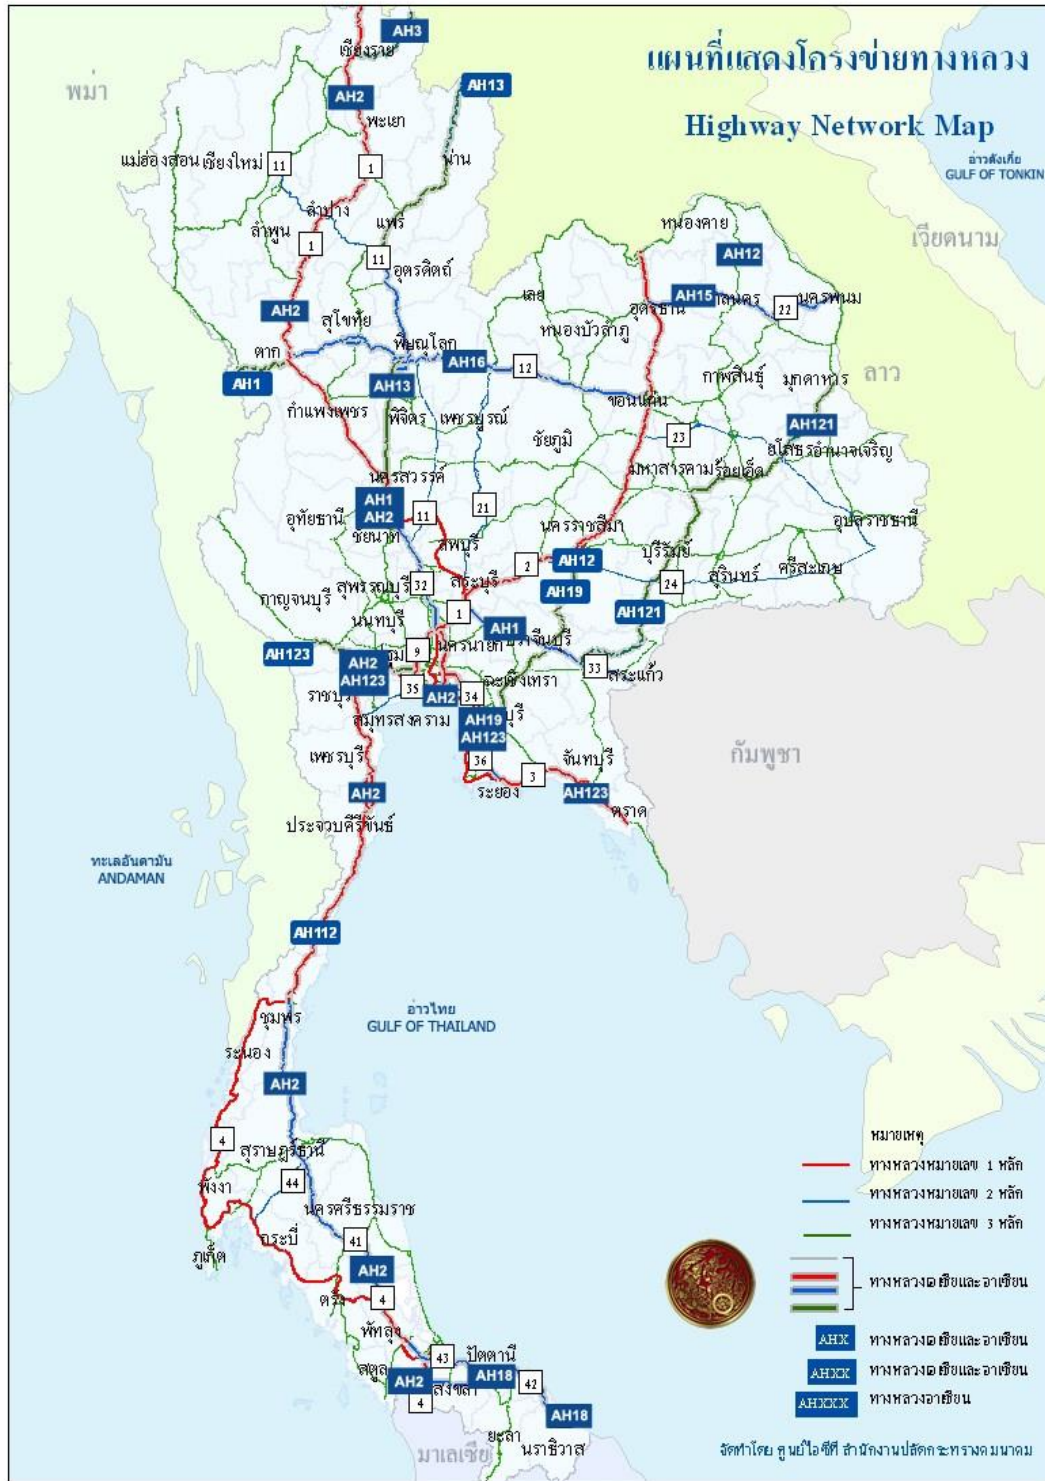 แผนที่แสดงโครงข่ายทางหลวง
Highway Network Map
พม่า
AH3
เชียงราย
AH2
AH13
พะเยา
น่าน
อ่าวตังเกี๋ย
GULF OF TONKIN
แม่ฮ่องสอน
เชียงใหม่
11
1
ลำปาง
แพร่
ลำพูน
1
11
อุตรดิตถ์
หนองคาย
AH12
เวียดนาม
เลย
AH15
22
นครพนม
AH2
สุโขทัย
หนองบัวลำภู
พิษณุโลก
ตาก
AH16
12
AH1
AH13
กาฬสินธุ์
มุกดาหาร
ลาว
กำแพงเพชร
พิจิตร
เพชรบูรณ์
ขอนแก่น
AH121
23
ชัยภูมิ
ยโสธร
อำนาจเจริญ
มหาสารคาม
ร้อยเอ็ด
นครสวรรค์
AH1
AH2
11
21
อุทัยธานี
ชัยนาท
นครราชสีมา
อุบลราชธานี
ลพบุรี
บุรีรัมย์
AH12
2
สุรินทร์
ศรีสะเกษ
สระบุรี
สุพรรณบุรี
32
24
กาญจนบุรี
AH19
AH121
นนทบุรี
1
AH1
นครนายก
ปราจีนบุรี
AH123
9
AH2
AH123
33
สระแก้ว
ฉะเชิงเทรา
35
AH2
34
สมุทรสงคราม
AH19
AH123
เพชรบุรี
36
จันทบุรี
กัมพูชา
3
ระยอง
AH2
AH123
ตราด
ประจวบคีรีขันธ์
ทะเลอันดามัน
ANDAMAN
AH112
อ่าวไทย
GULF OF THAILAND
ชุมพร
ระนอง
AH2
4
สุราษฎร์ธานี
พังงา
44
นครศรีธรรมราช
กระบี่
41
ภูเก็ต
AH2
ตรัง
4
พัทลุง
43
ปัตตานี
สตูล
AH2
สงขลา
AH18
42
4
AH18
ยะลา
นราธิวาส
มาเลเซีย
หมายเหตุ
ทางหลวงหมายเลข 1 หลัก
ทางหลวงหมายเลข 2 หลัก
ทางหลวงหมายเลข 3 หลัก
ทางหลวงเอเชียและอาเซียน
AHX ทางหลวงเอเชียและอาเซียน
AHXX ทางหลวงเอเชียและอาเซียน
AHXXX ทางหลวงอาเซียน
จัดทำโดย ศูนย์ไอซีที สำนักงานปลัดกระทรวงคมนาคม